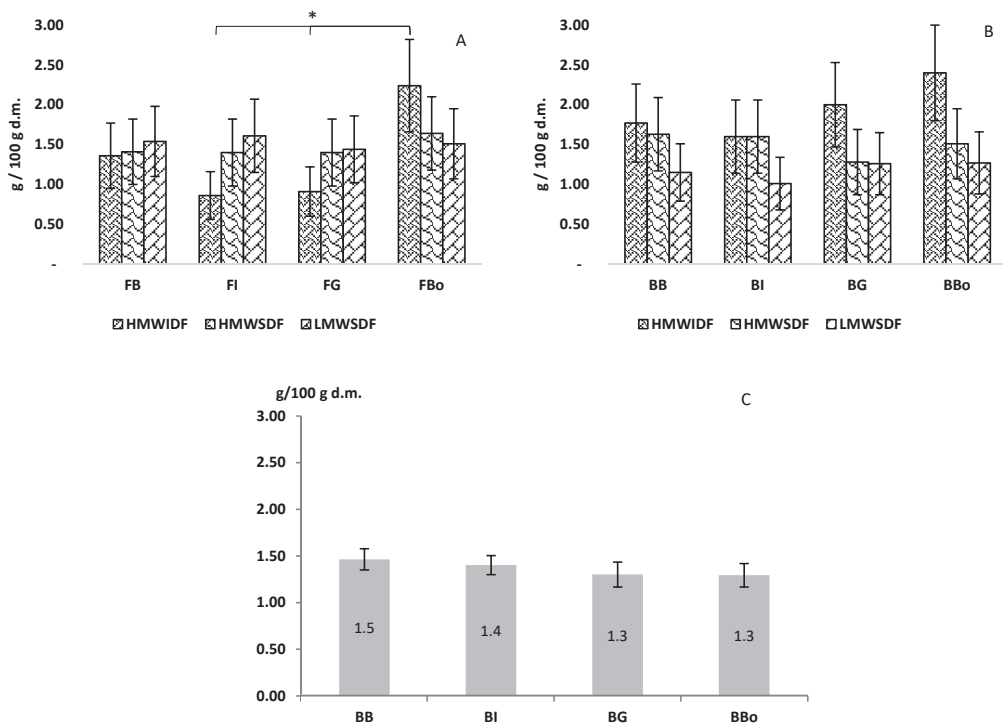 3.00
2.50
2.00
1.50
1.00
0.50
-
g / 100 g d.m.
*
A
FB FI FG FBo
HMWIDF HMWSDF LMWSDF
3.00
2.50
2.00
1.50
1.00
0.50
-
g / 100 g d.m.
B
BB BI BG BBo
HMWIDF HMWSDF LMWSDF
g/100 g d.m.
C
3.00
2.50
2.00
1.50
1.00
0.50
0.00
1.5 1.4 1.3 1.3
BB BI BG BBo